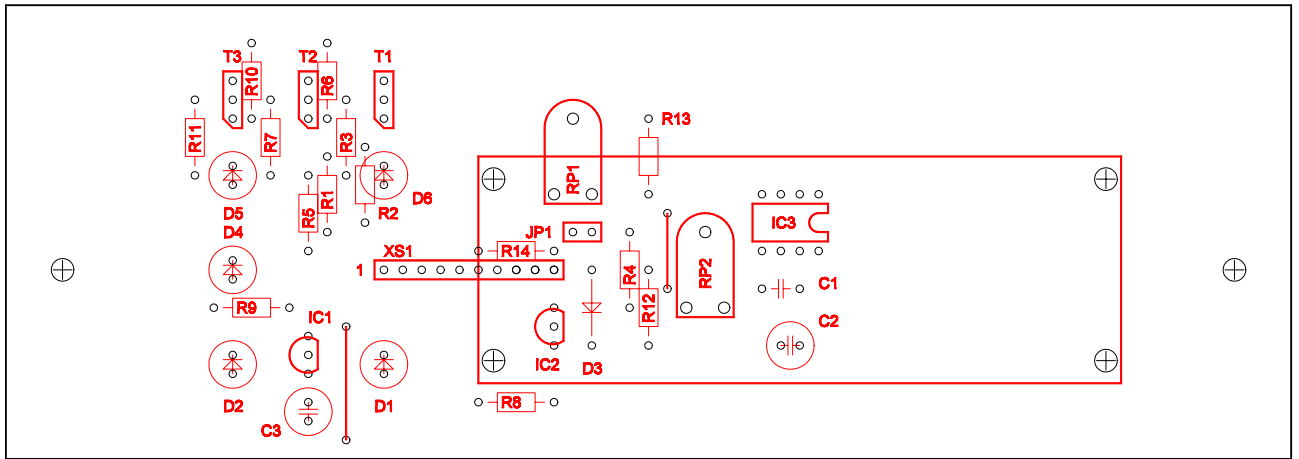 T3
T2
T1
R10
R6
R11
R7
R3
R13
RP1
D5
R5
R1
R2
D6
D4
JP1
IC3
XS1
R14
1
R4
RP2
C1
R9
IC1
R12
C2
IC2
D3
D2
C3
D1
R8